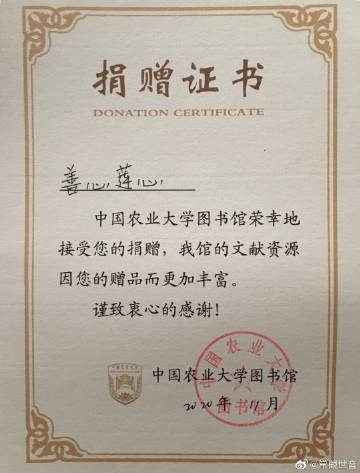 捐赠证书
DONATION CERTIFICATE
善心莲心
中国农业大学图书馆荣幸地
接受您的捐赠，我馆的文献资源
因您的赠品而更加丰富。
谨致衷心的感谢！
中国农业大学图书馆
2020年 11月
中国农业大学
图书馆
@常觀世音